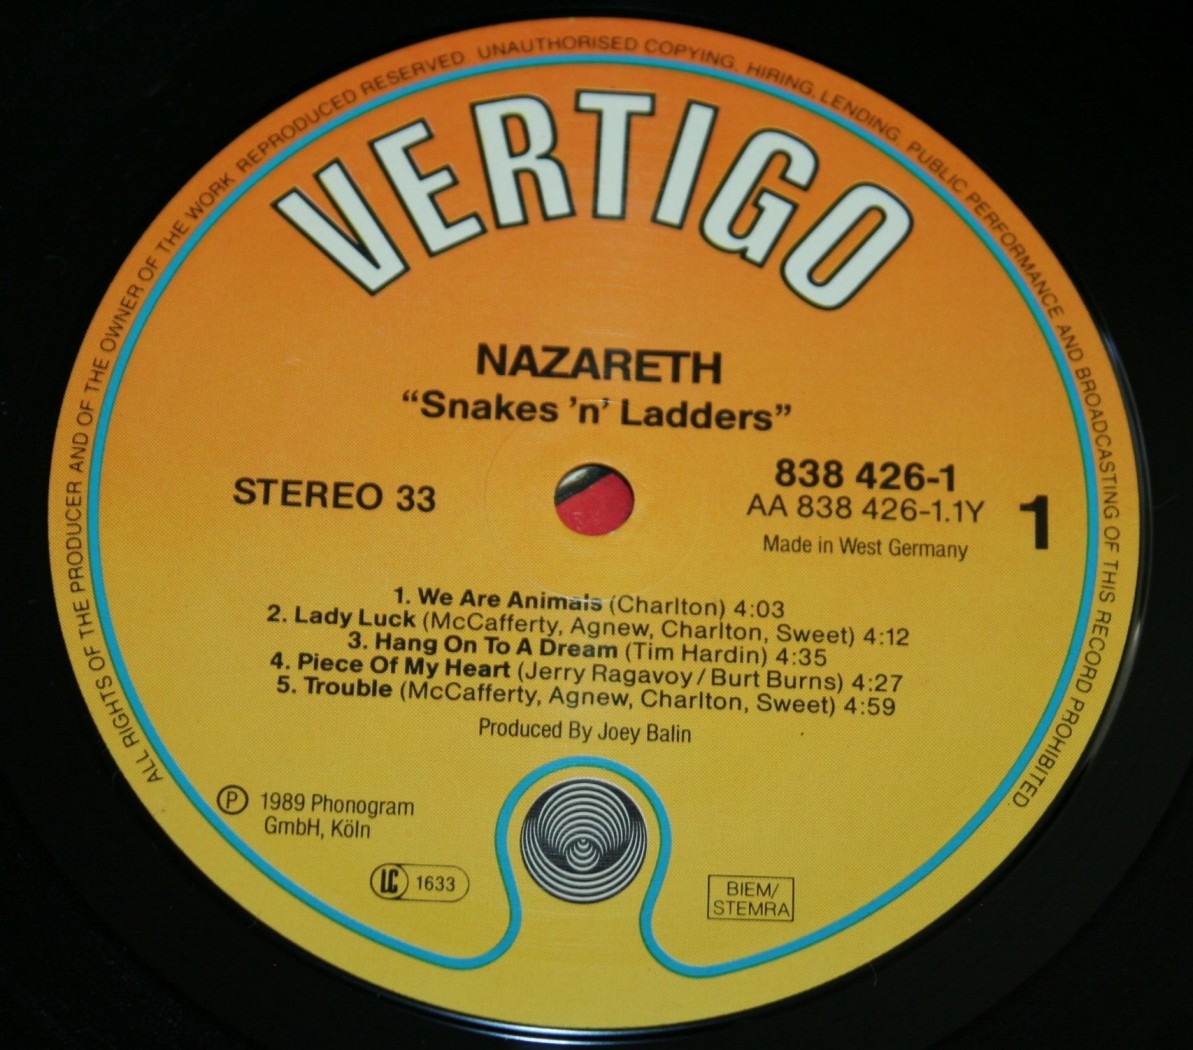 ALL RIGHTS OF THE PRODUCER AND OF THE OWNER OF THE WORK REPRODUCED RESERVED. UNAUTHORISED COPYING, HIRING, LENDING, PUBLIC PERFORMANCE AND BROADCASTING OF THIS RECORD PROHIBITED.
VERTIGO
NAZARETH
“Snakes ’n’ Ladders”
STEREO 33
838 426-1
AA 838 426-1.1Y
1
Made in West Germany
1. We Are Animals (Charlton) 4:03
2. Lady Luck (McCafferty, Agnew, Charlton, Sweet) 4:12
3. Hang On To A Dream (Tim Hardin) 4:35
4. Piece Of My Heart (Jerry Ragavoy / Burt Burns) 4:27
5. Trouble (McCafferty, Agnew, Charlton, Sweet) 4:59
Produced By Joey Balin
Ⓟ 1989 Phonogram
GmbH, Köln
LC 1633
BIEM/
STEMRA